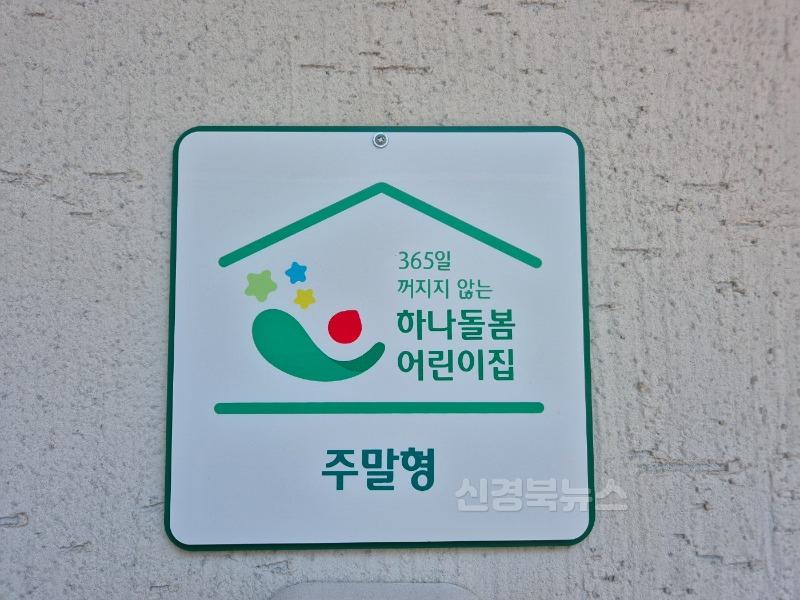 365일
꺼지지 않는
하나돌봄
어린이집
주말형
신경북뉴스